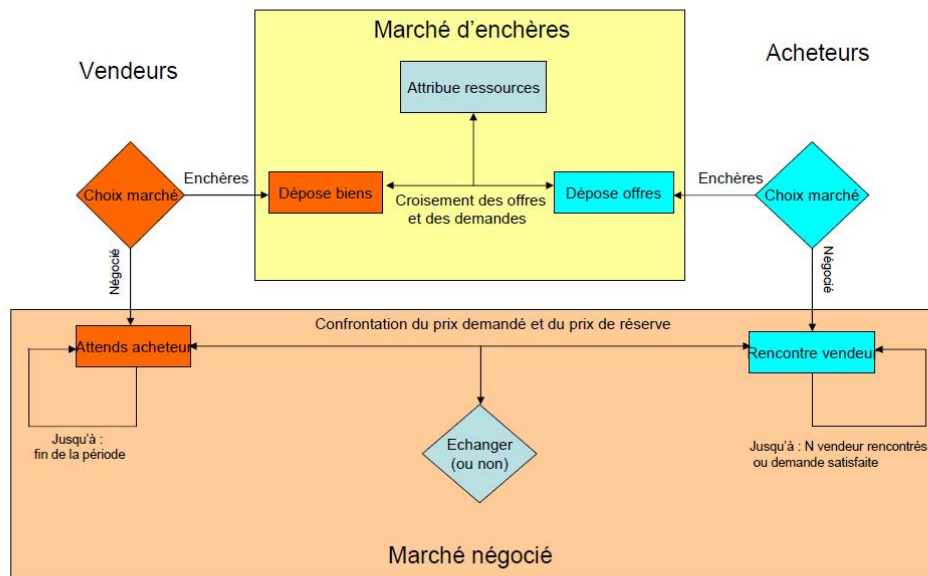 Marché d'enchères
Vendeurs
Acheteurs
Attribue ressources
Choix marché
Enchères
Dépose biens
Croisement des offres
et des demandes
Dépose offres
Enchères
Choix marché
Négocié
Négocié
Confrontation du prix demandé et du prix de réserve
Attends acheteur
Rencontre vendeur
Jusqu'à :
fin de la période
Echanger
(ou non)
Jusqu'à : N vendeur rencontrés
ou demande satisfaite
Marché négocié